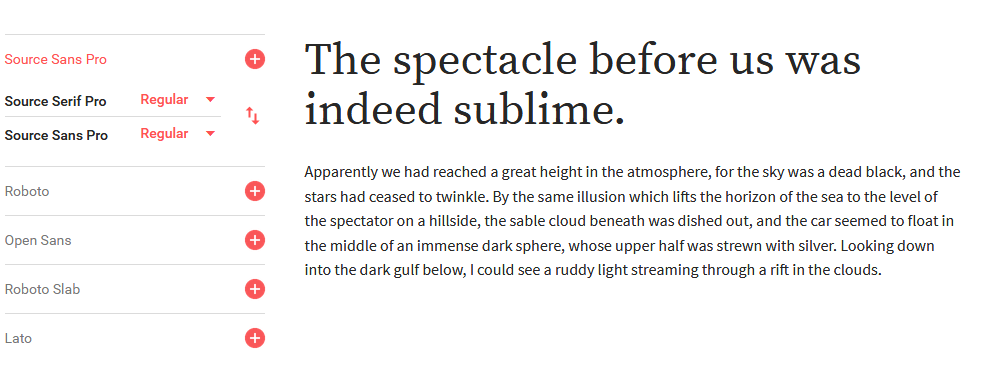 Source Sans Pro
Source Serif Pro Regular
Source Sans Pro Regular
Roboto
Open Sans
Roboto Slab
Lato
The spectacle before us was
indeed sublime.
Apparently we had reached a great height in the atmosphere, for the sky was a dead black, and the
stars had ceased to twinkle. By the same illusion which lifts the horizon of the sea to the level of
the spectator on a hillside, the sable cloud beneath was dished out, and the car seemed to float in
the middle of an immense dark sphere, whose upper half was strewn with silver. Looking down
into the dark gulf below, I could see a ruddy light streaming through a rift in the clouds.